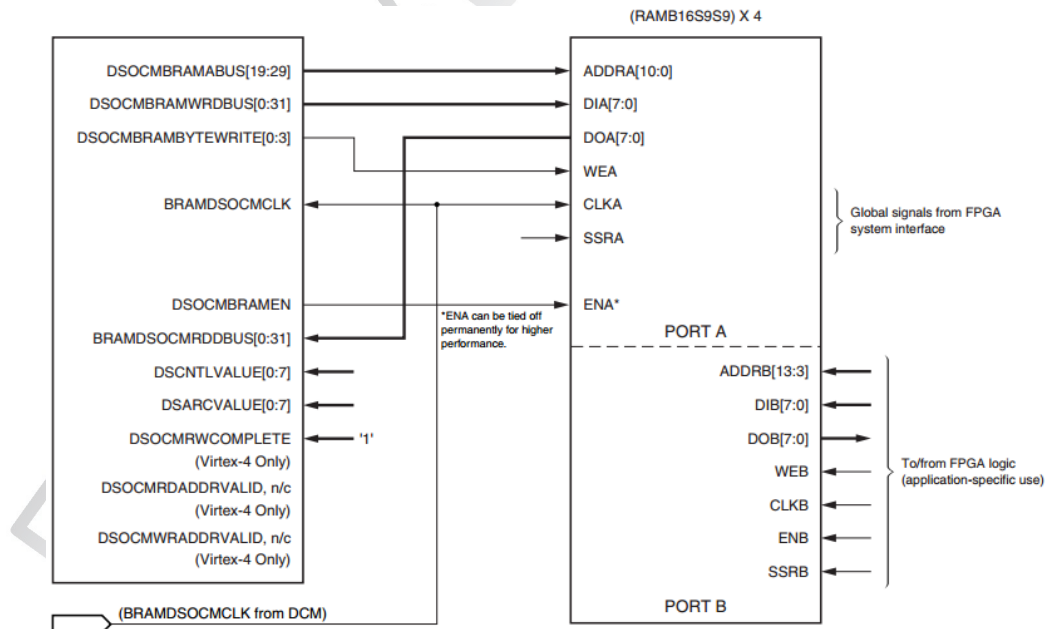 (RAMB16S9S9) X 4
DSOCMBRAMABUS[19:29]
DSOCMBRAMWRDBUS[0:31]
DSOCMBRAMBYTEWRITE[0:3]
BRAMDSOCMCLK
DSOCMBRAMEN
BRAMDSOCMRDDBUS[0:31]
DSCNTLVALUE[0:7]
DSARCVALUE[0:7]
DSOCMRWCOMPLETE
(Virtex-4 Only)
DSOCMRDADDRVALID, n/c
(Virtex-4 Only)
DSOCMWRADDRVALID, n/c
(Virtex-4 Only)
'1'
(BRAMDSOCMCLK from DCM)
*ENA can be tied off
permanently for higher
performance.
ADDRA[10:0]
DIA[7:0]
DOA[7:0]
WEA
CLKA
SSRA
ENA*
PORT A
ADDRB[13:3]
DIB[7:0]
DOB[7:0]
WEB
CLKB
ENB
SSRB
PORT B
Global signals from FPGA
system interface
To/from FPGA logic
(application-specific use)